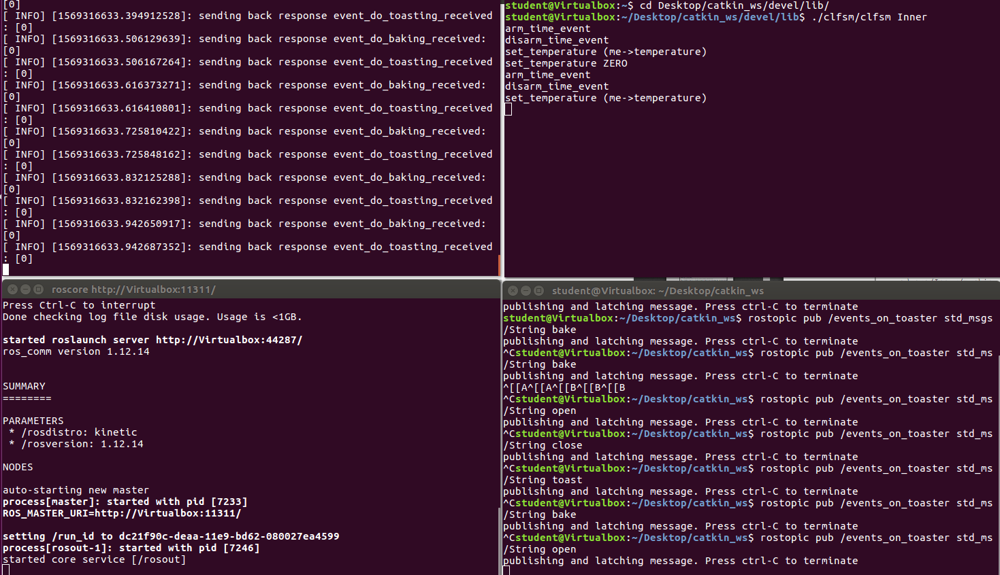 [0]
[ INFO] [1569316633.394912528]: sending back response event_do_toasting_received
: [0]
[ INFO] [1569316633.506129639]: sending back response event_do_baking_received:
[0]
[ INFO] [1569316633.506167264]: sending back response event_do_toasting_received
: [0]
[ INFO] [1569316633.616373271]: sending back response event_do_baking_received:
[0]
[ INFO] [1569316633.616410801]: sending back response event_do_toasting_received
: [0]
[ INFO] [1569316633.725810422]: sending back response event_do_baking_received:
[0]
[ INFO] [1569316633.725848162]: sending back response event_do_toasting_received
: [0]
[ INFO] [1569316633.832125288]: sending back response event_do_baking_received:
[0]
[ INFO] [1569316633.832162398]: sending back response event_do_toasting_received
: [0]
[ INFO] [1569316633.942650917]: sending back response event_do_baking_received:
[0]
[ INFO] [1569316633.942687352]: sending back response event_do_toasting_received
: [0]
student@Virtualbox:~$ cd Desktop/catkin_ws/devel/lib/
student@Virtualbox:~/Desktop/catkin_ws/devel/lib$ ./clfsm/clfsm Inner
arm_time_event
disarm_time_event
set_temperature (me->temperature)
set_temperature ZERO
arm_time_event
disarm_time_event
set_temperature (me->temperature)
roscore http://Virtualbox:11311/
Press Ctrl-C to interrupt
Done checking log file disk usage. Usage is <1GB.
started roslaunch server http://Virtualbox:44287/
ros_comm version 1.12.14
SUMMARY
========
PARAMETERS
* /rosdistro: kinetic
* /rosversion: 1.12.14
NODES
auto-starting new master
process[master]: started with pid [7233]
ROS_MASTER_URI=http://Virtualbox:11311/
setting /run_id to dc21f90c-deaa-11e9-bd62-080027ea4599
process[rosout-1]: started with pid [7246]
started core service [/rosout]
student@Virtualbox: ~/Desktop/catkin_ws
publishing and latching message. Press ctrl-C to terminate
student@Virtualbox:~/Desktop/catkin_ws$ rostopic pub /events_on_toaster std_msgs
/String bake
publishing and latching message. Press ctrl-C to terminate
^Cstudent@Virtualbox:~/Desktop/catkin_ws$ rostopic pub /events_on_toaster std_ms
/String bake
publishing and latching message. Press ctrl-C to terminate
^[[A^[[A^[[B^[[B^[[B
^Cstudent@Virtualbox:~/Desktop/catkin_ws$ rostopic pub /events_on_toaster std_ms
/String open
publishing and latching message. Press ctrl-C to terminate
^Cstudent@Virtualbox:~/Desktop/catkin_ws$ rostopic pub /events_on_toaster std_ms
/String close
publishing and latching message. Press ctrl-C to terminate
^Cstudent@Virtualbox:~/Desktop/catkin_ws$ rostopic pub /events_on_toaster std_ms
/String toast
publishing and latching message. Press ctrl-C to terminate
^Cstudent@Virtualbox:~/Desktop/catkin_ws$ rostopic pub /events_on_toaster std_ms
/String bake
publishing and latching message. Press ctrl-C to terminate
^Cstudent@Virtualbox:~/Desktop/catkin_ws$ rostopic pub /events_on_toaster std_ms
/String open
publishing and latching message. Press ctrl-C to terminate